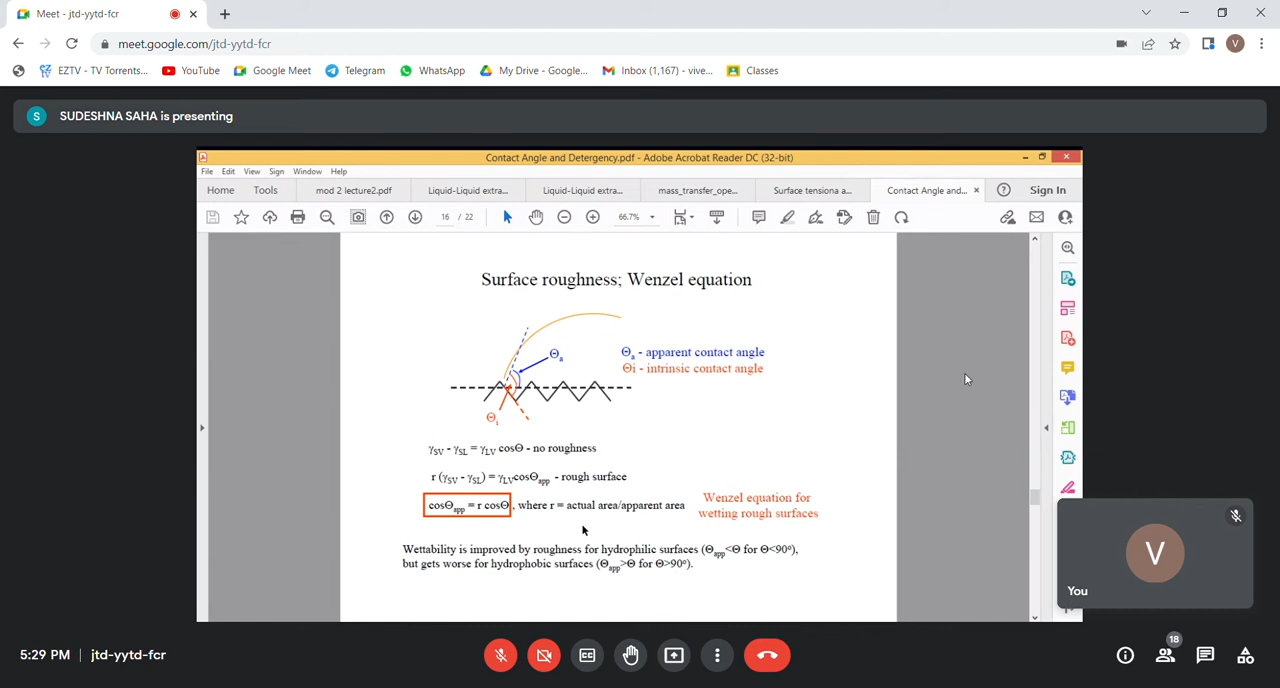 Meet - jtd-yytd-fcr
meet.google.com/jtd-yytd-fcr
V
EZTV - TV Torrents... YouTube Google Meet Telegram WhatsApp My Drive - Google... Inbox (1,167) - vive... Classes
S SUDESHNA SAHA is presenting
Contact Angle and Detergency.pdf - Adobe Acrobat Reader DC (32-bit)
File Edit View Sign Window Help
Home Tools mod 2 lecture2.pdf Liquid-Liquid extra... Liquid-Liquid extra... mass_transfer_ope... Surface tensiona a... Contact Angle and... Sign In
16 / 22 66.7%
Surface roughness; Wenzel equation
Θa
Θa - apparent contact angle
Θi - intrinsic contact angle
Θi
γSV - γSL = γLV cosΘ - no roughness
r (γSV - γSL) = γLVcosΘapp - rough surface
cosΘapp = r cosΘ, where r = actual area/apparent area
Wenzel equation for
wetting rough surfaces
Wettability is improved by roughness for hydrophilic surfaces (Θapp<Θ for Θ<90º),
but gets worse for hydrophobic surfaces (Θapp>Θ for Θ>90º).
V
You
5:29 PM | jtd-yytd-fcr
CC
18